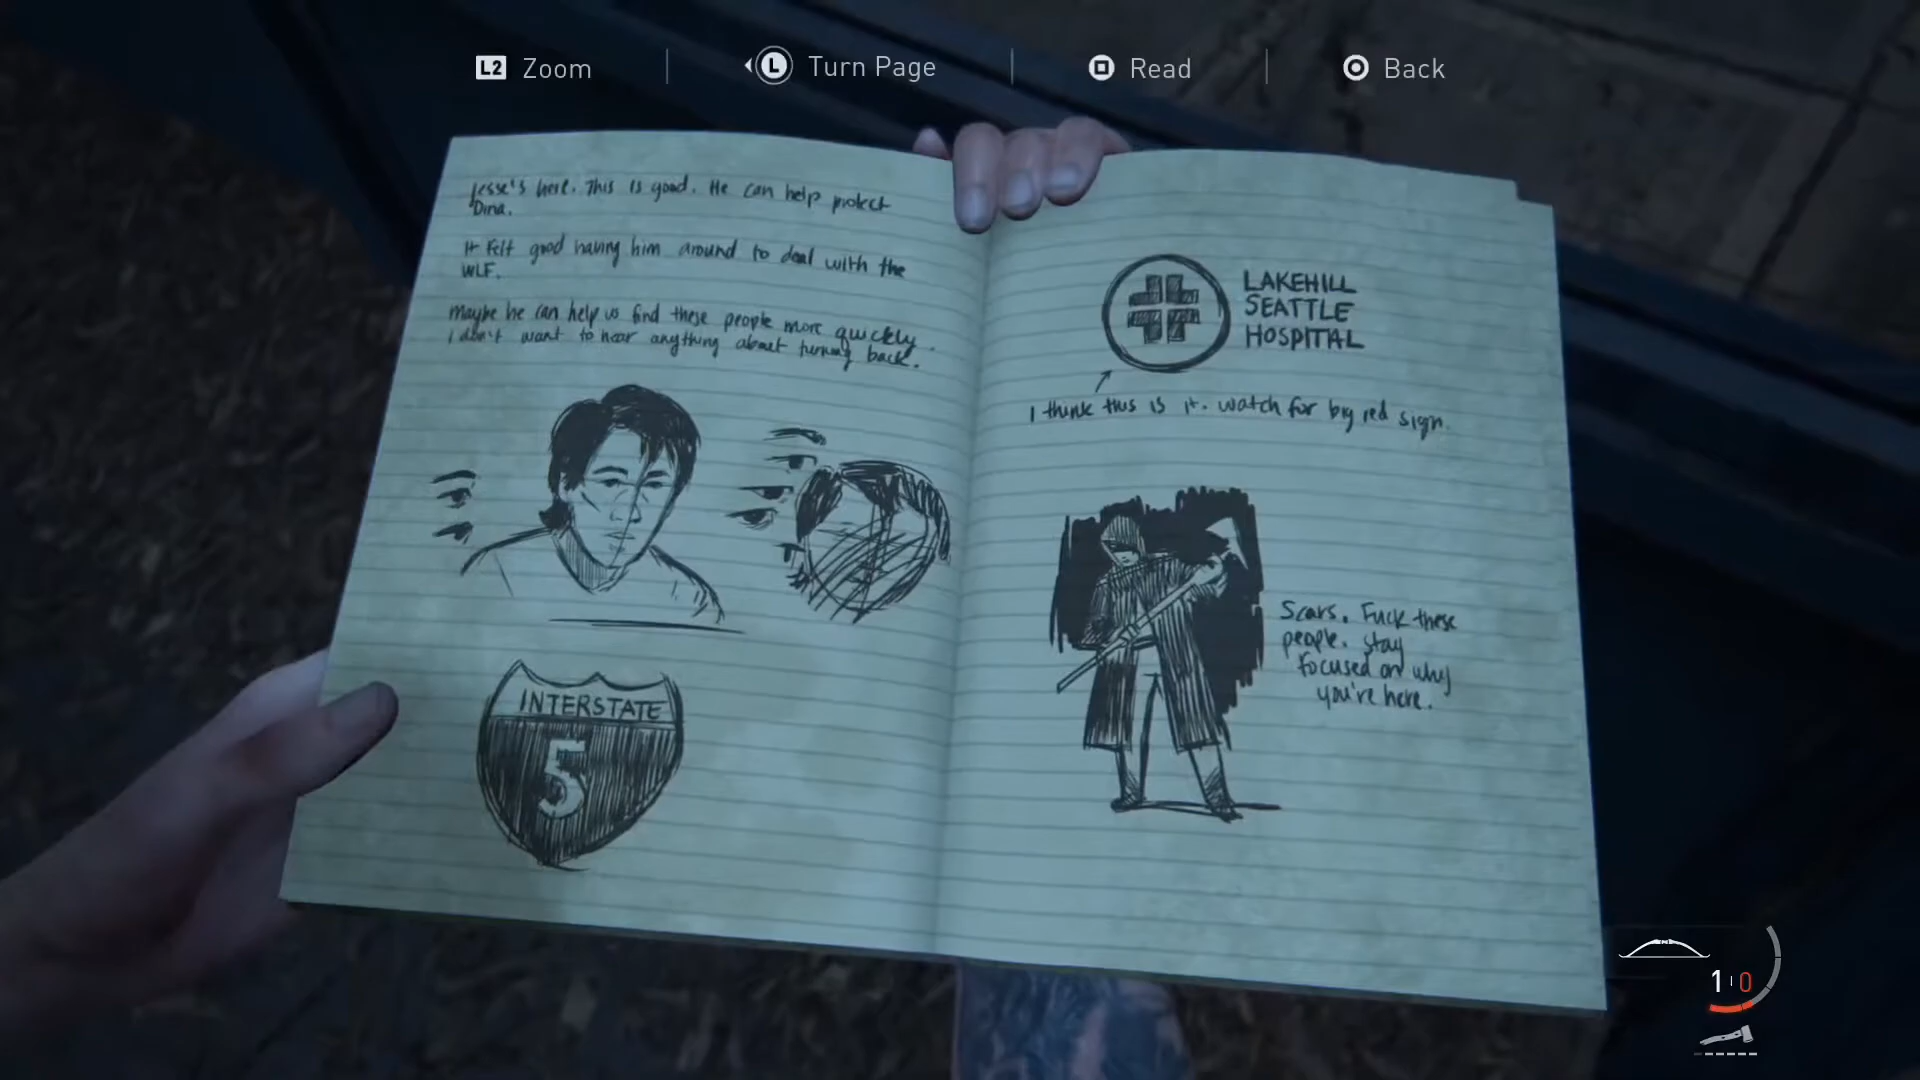 L2 Zoom
L Turn Page
Read
Back
Jesse's here. This is good. He can help protect
Dina.
It felt good having him around to deal with the
WLF.
Maybe he can help us find these people more quickly.
I don't want to hear anything about turning back.
INTERSTATE
5
LAKEHILL
SEATTLE
HOSPITAL
I think this is it. watch for big red sign.
Scars. Fuck these
people. Stay
focused on why
you're here.
1 0